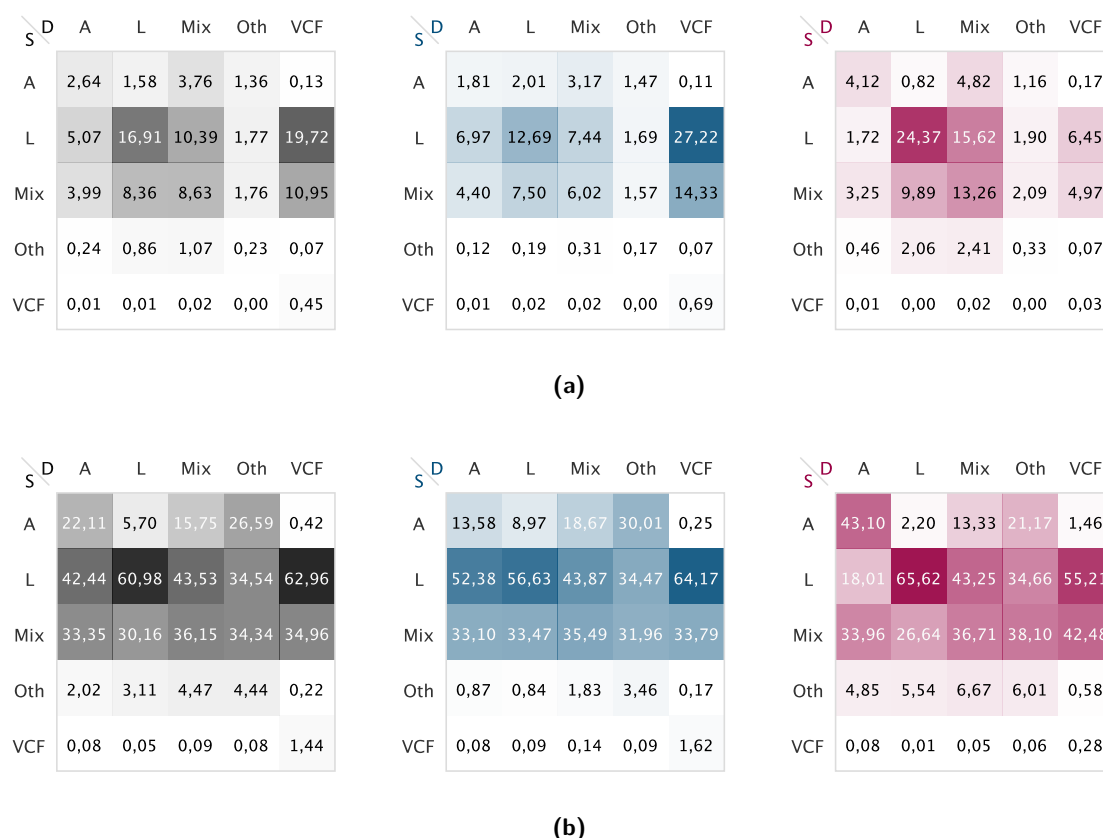 S D A L Mix Oth VCF S D A L Mix Oth VCF S D A L Mix Oth VCF
A 2,64 1,58 3,76 1,36 0,13 A 1,81 2,01 3,17 1,47 0,11 A 4,12 0,82 4,82 1,16 0,17
L 5,07 16,91 10,39 1,77 19,72 L 6,97 12,69 7,44 1,69 27,22 L 1,72 24,37 15,62 1,90 6,45
Mix 3,99 8,36 8,63 1,76 10,95 Mix 4,40 7,50 6,02 1,57 14,33 Mix 3,25 9,89 13,26 2,09 4,97
Oth 0,24 0,86 1,07 0,23 0,07 Oth 0,12 0,19 0,31 0,17 0,07 Oth 0,46 2,06 2,41 0,33 0,07
VCF 0,01 0,01 0,02 0,00 0,45 VCF 0,01 0,02 0,02 0,00 0,69 VCF 0,01 0,00 0,02 0,00 0,03
(a)
S D A L Mix Oth VCF S D A L Mix Oth VCF S D A L Mix Oth VCF
A 22,11 5,70 15,75 26,59 0,42 A 13,58 8,97 18,67 30,01 0,25 A 43,10 2,20 13,33 21,17 1,46
L 42,44 60,98 43,53 34,54 62,96 L 52,38 56,63 43,87 34,47 64,17 L 18,01 65,62 43,25 34,66 55,21
Mix 33,35 30,16 36,15 34,34 34,96 Mix 33,10 33,47 35,49 31,96 33,79 Mix 33,96 26,64 36,71 38,10 42,48
Oth 2,02 3,11 4,47 4,44 0,22 Oth 0,87 0,84 1,83 3,46 0,17 Oth 4,85 5,54 6,67 6,01 0,58
VCF 0,08 0,05 0,09 0,08 1,44 VCF 0,08 0,09 0,14 0,09 1,62 VCF 0,08 0,01 0,05 0,06 0,28
(b)